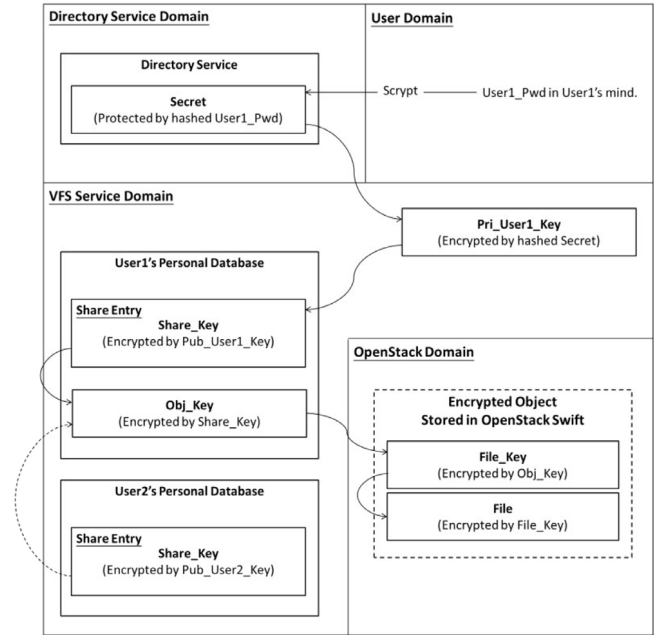 Directory Service Domain
User Domain
Directory Service
Secret
(Protected by hashed User1_Pwd)
Scrypt
User1_Pwd in User1's mind.
VFS Service Domain
Pri_User1_Key
(Encrypted by hashed Secret)
User1's Personal Database
Share Entry
Share_Key
(Encrypted by Pub_User1_Key)
Obj_Key
(Encrypted by Share_Key)
OpenStack Domain
Encrypted Object
Stored in OpenStack Swift
File_Key
(Encrypted by Obj_Key)
File
(Encrypted by File_Key)
User2's Personal Database
Share Entry
Share_Key
(Encrypted by Pub_User2_Key)